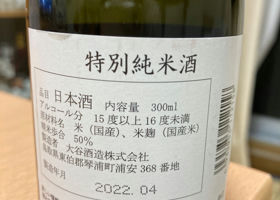 特別純米酒
品目 日本酒 内容量 300ml
アルコール分 15度以上16度未満
原材料名 米(国産)、米麹(国産米)
精米歩合 50%
製造者 大谷酒造株式会社
鳥取県東伯郡琴浦町浦安368番地
製造年月
2022.04